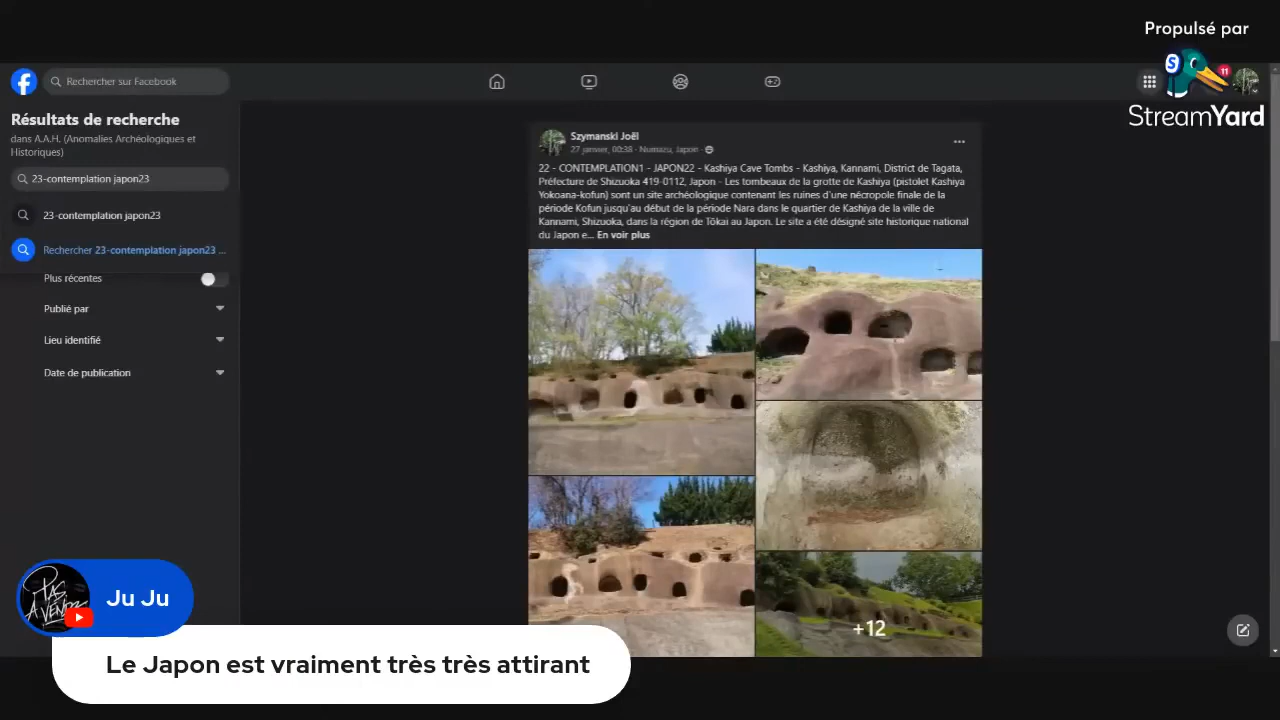 Propulsé par
StreamYard
Rechercher sur Facebook
11
Résultats de recherche
dans A.A.H. (Anomalies Archéologiques et
Historiques)
23-contemplation japon23
23-contemplation japon23
Rechercher 23-contemplation japon23 ...
Plus récentes
Publié par
Lieu identifié
Date de publication
Szymanski Joël
27 janvier, 00:38 · Numazu, Japon ·
22 - CONTEMPLATION1 - JAPON22 - Kashiya Cave Tombs - Kashiya, Kannami, District de Tagata,
Préfecture de Shizuoka 419-0112, Japon - Les tombeaux de la grotte de Kashiya (pistolet Kashiya
Yokoana-kofun) sont un site archéologique contenant les ruines d'une nécropole finale de la
période Kofun jusqu'au début de la période Nara dans le quartier de Kashiya de la ville de
Kannami, Shizuoka, dans la région de Tōkai au Japon. Le site a été désigné site historique national
du Japon e... En voir plus
+12
PAS
A VENDRE
Ju Ju
Le Japon est vraiment très très attirant